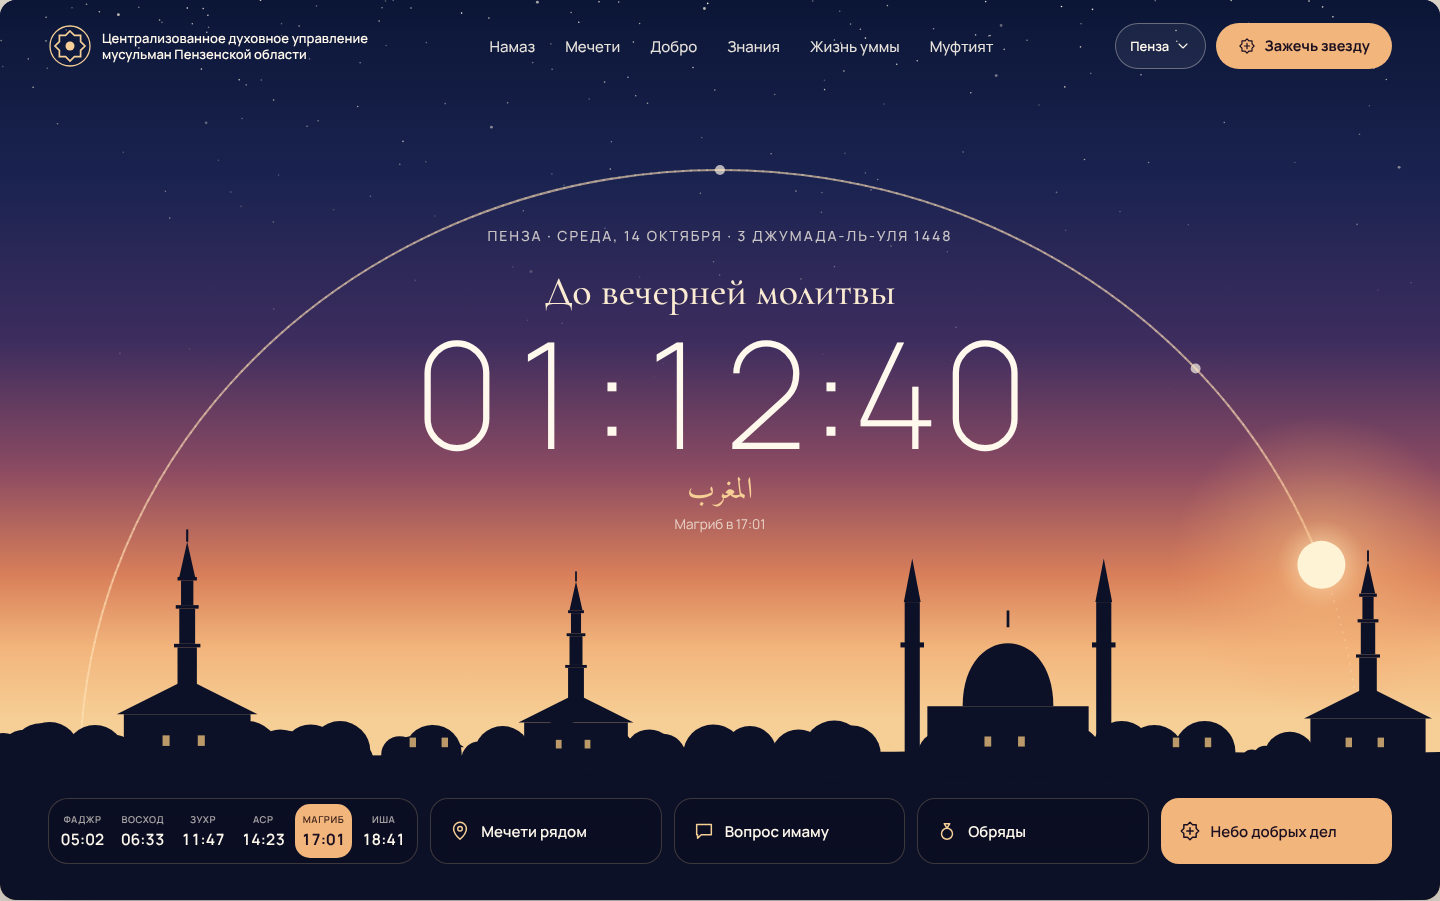 Централизованное духовное управление
мусульман Пензенской области
Намаз
Мечети
Добро
Знания
Жизнь уммы
Муфтият
Пенза
Зажечь звезду
ПЕНЗА · СРЕДА, 14 ОКТЯБРЯ · 3 ДЖУМАДА-ЛЬ-УЛЯ 1448
До вечерней молитвы
01:12:40
المغرب
Магриб в 17:01
ФАДЖР
05:02
ВОСХОД
06:33
ЗУХР
11:47
АСР
14:23
МАГРИБ
17:01
ИША
18:41
Мечети рядом
Вопрос имаму
Обряды
Небо добрых дел